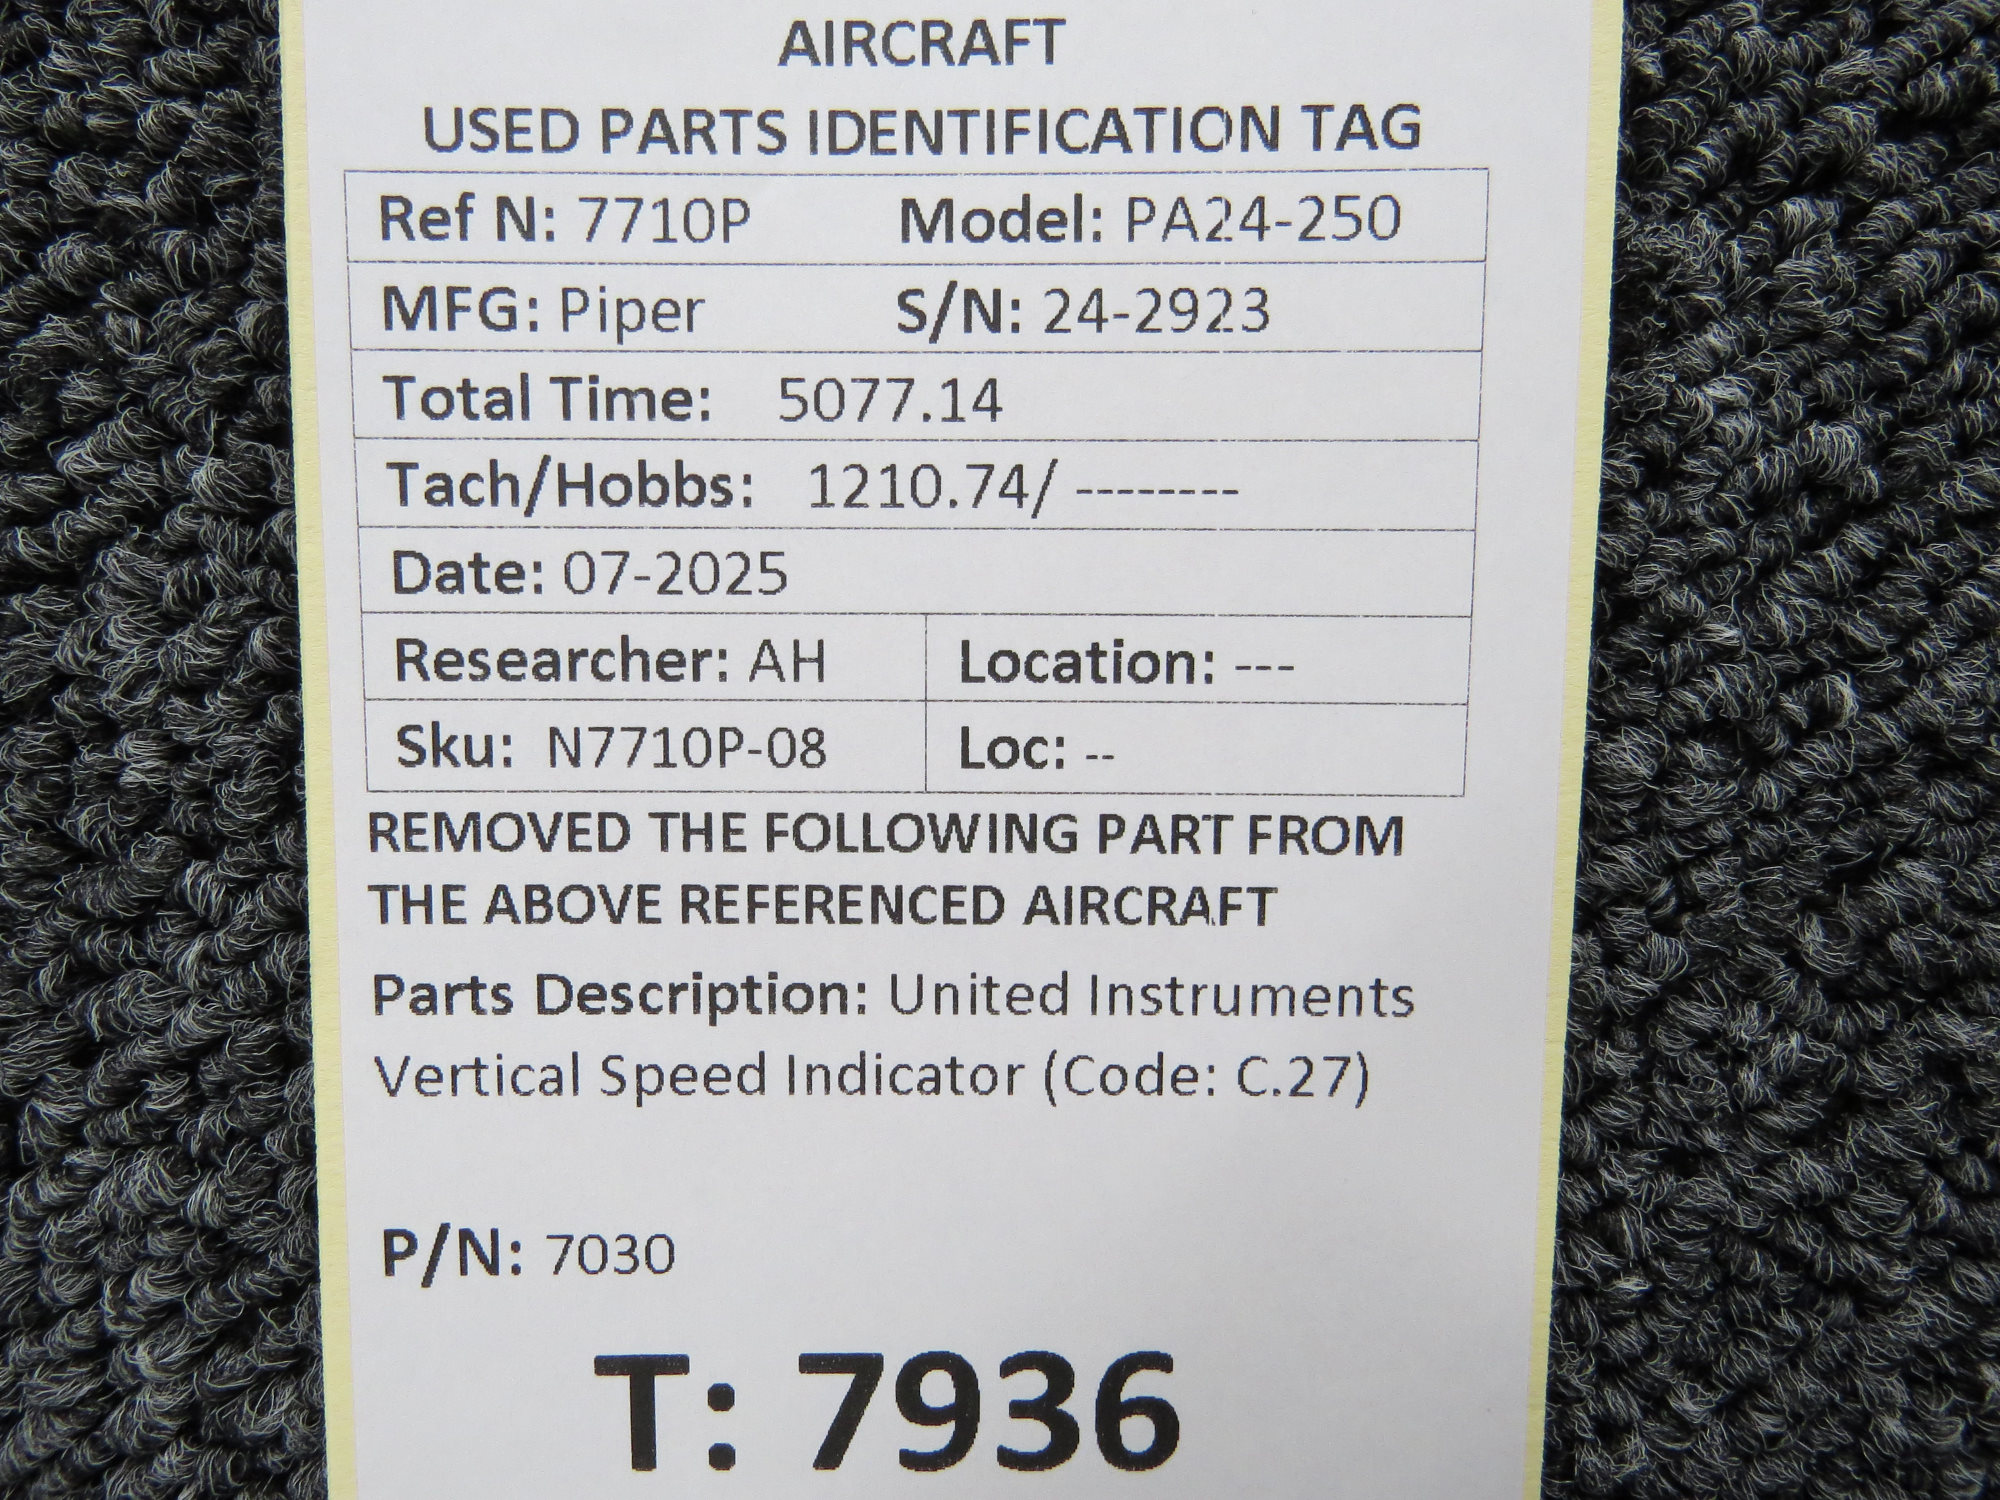 AIRCRAFT
USED PARTS IDENTIFICATION TAG
Ref N: 7710P Model: PA24-250
MFG: Piper S/N: 24-2923
Total Time: 5077.14
Tach/Hobbs: 1210.74/ --------
Date: 07-2025
Researcher: AH Location: ---
Sku: N7710P-08 Loc: --
REMOVED THE FOLLOWING PART FROM
THE ABOVE REFERENCED AIRCRAFT
Parts Description: United Instruments
Vertical Speed Indicator (Code: C.27)
P/N: 7030
T: 7936